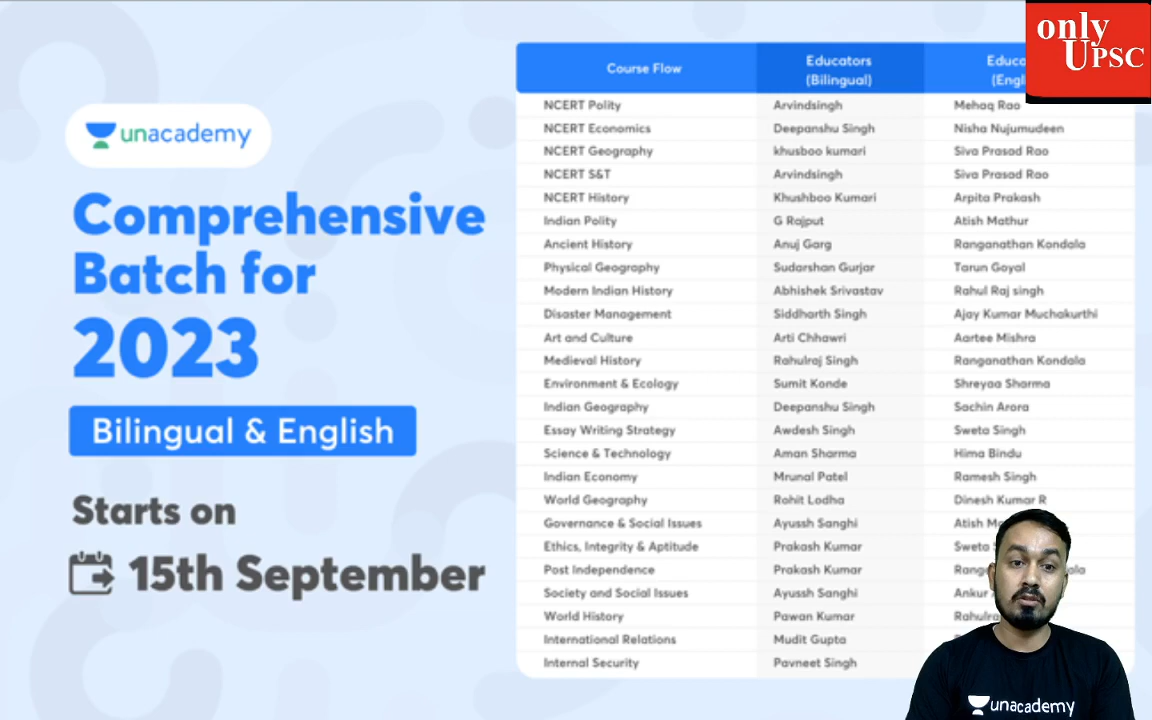 only
UPSC
unacademy
Comprehensive
Batch for
2023
Bilingual & English
Starts on
15th September
Course Flow Educators (Bilingual)
NCERT Polity Arvindsingh Mehaq Rao
NCERT Economics Deepanshu Singh Nisha Nujumudeen
NCERT Geography khusboo kumari Siva Prasad Rao
NCERT S&T Arvindsingh Siva Prasad Rao
NCERT History Khushboo Kumari Arpita Prakash
Indian Polity G Rajput Atish Mathur
Ancient History Anuj Garg Ranganathan Kondala
Physical Geography Sudarshan Gurjar Tarun Goyal
Modern Indian History Abhishek Srivastav Rahul Raj singh
Disaster Management Siddharth Singh Ajay Kumar Muchakurthi
Art and Culture Arti Chhawri Aartee Mishra
Medieval History Rahulraj Singh Ranganathan Kondala
Environment & Ecology Sumit Konde Shreyaa Sharma
Indian Geography Deepanshu Singh Sachin Arora
Essay Writing Strategy Awdesh Singh Sweta Singh
Science & Technology Aman Sharma Hima Bindu
Indian Economy Mrunal Patel Ramesh Singh
World Geography Rohit Lodha Dinesh Kumar R
Governance & Social Issues Ayussh Sanghi Atish
Ethics, Integrity & Aptitude Prakash Kumar Sweta
Post Independence Prakash Kumar
Society and Social Issues Ayussh Sanghi Ankur
World History Pawan Kumar
International Relations Mudit Gupta
Internal Security Pavneet Singh
unacademy